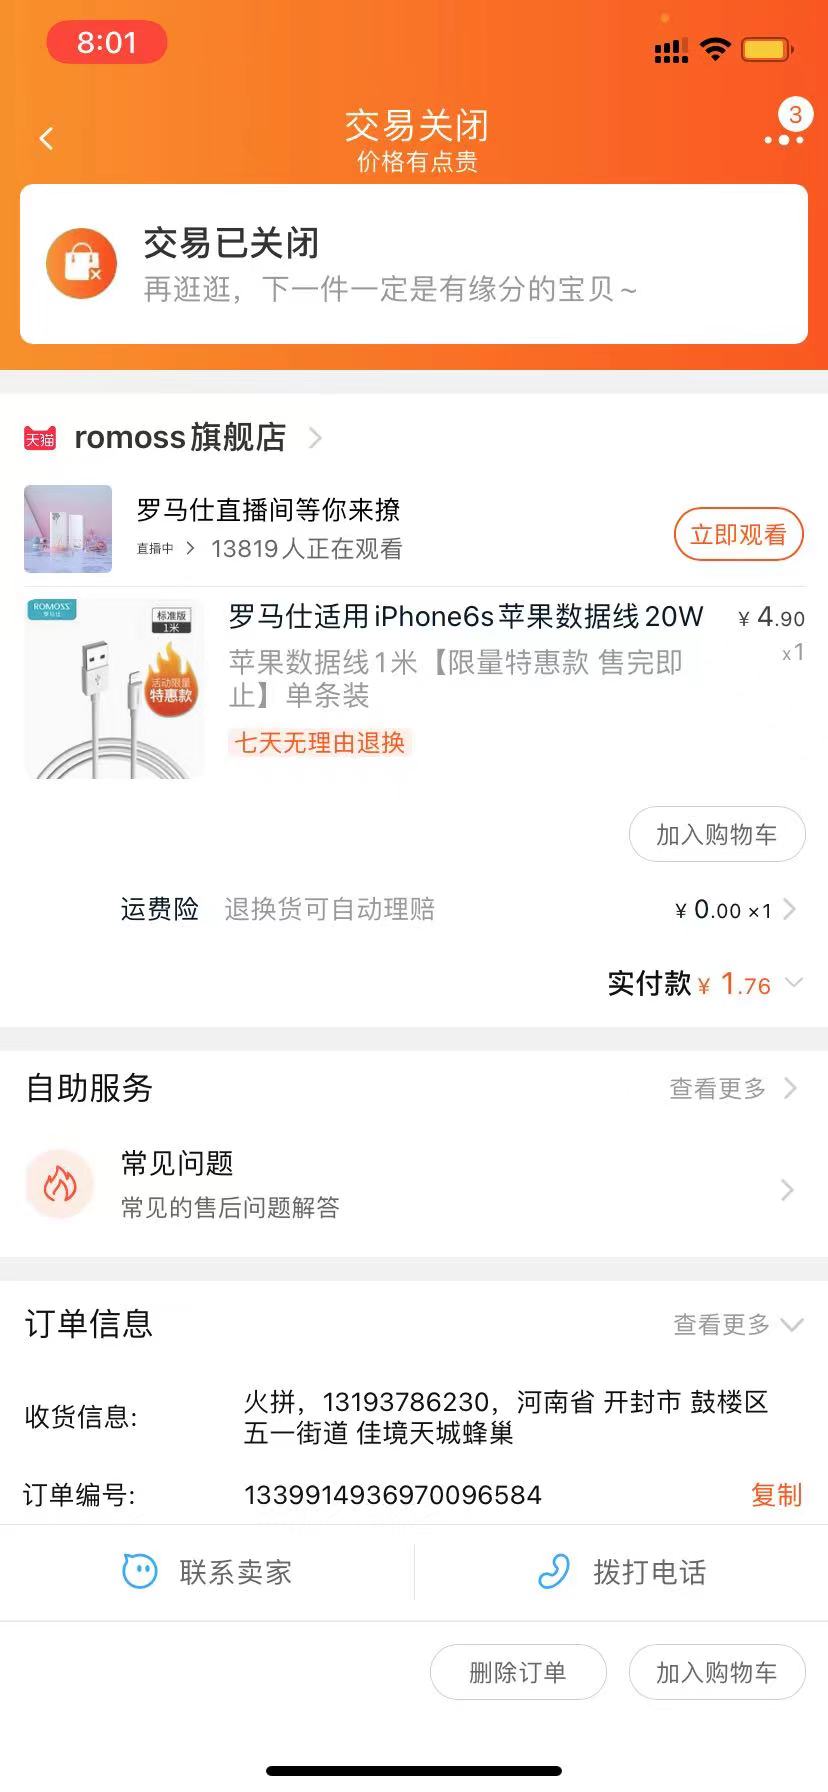 8:01
交易关闭
3
价格有点贵
交易已关闭
再逛逛，下一件一定是有缘分的宝贝~
天猫 romoss旗舰店
罗马仕直播间等你来撩
直播中 13819人正在观看
立即观看
ROMOSS
罗马仕
标准版
1米
活动限量
特惠款
罗马仕适用iPhone6s苹果数据线20W ¥4.90
苹果数据线1米【限量特惠款 售完即 x1
止】单条装
七天无理由退换
加入购物车
运费险 退换货可自动理赔 ¥0.00 ×1
实付款 ¥1.76
自助服务 查看更多
常见问题
常见的售后问题解答
订单信息 查看更多
收货信息: 火拼，13193786230，河南省 开封市 鼓楼区
五一街道 佳境天城蜂巢
订单编号: 1339914936970096584 复制
联系卖家 拨打电话
删除订单 加入购物车